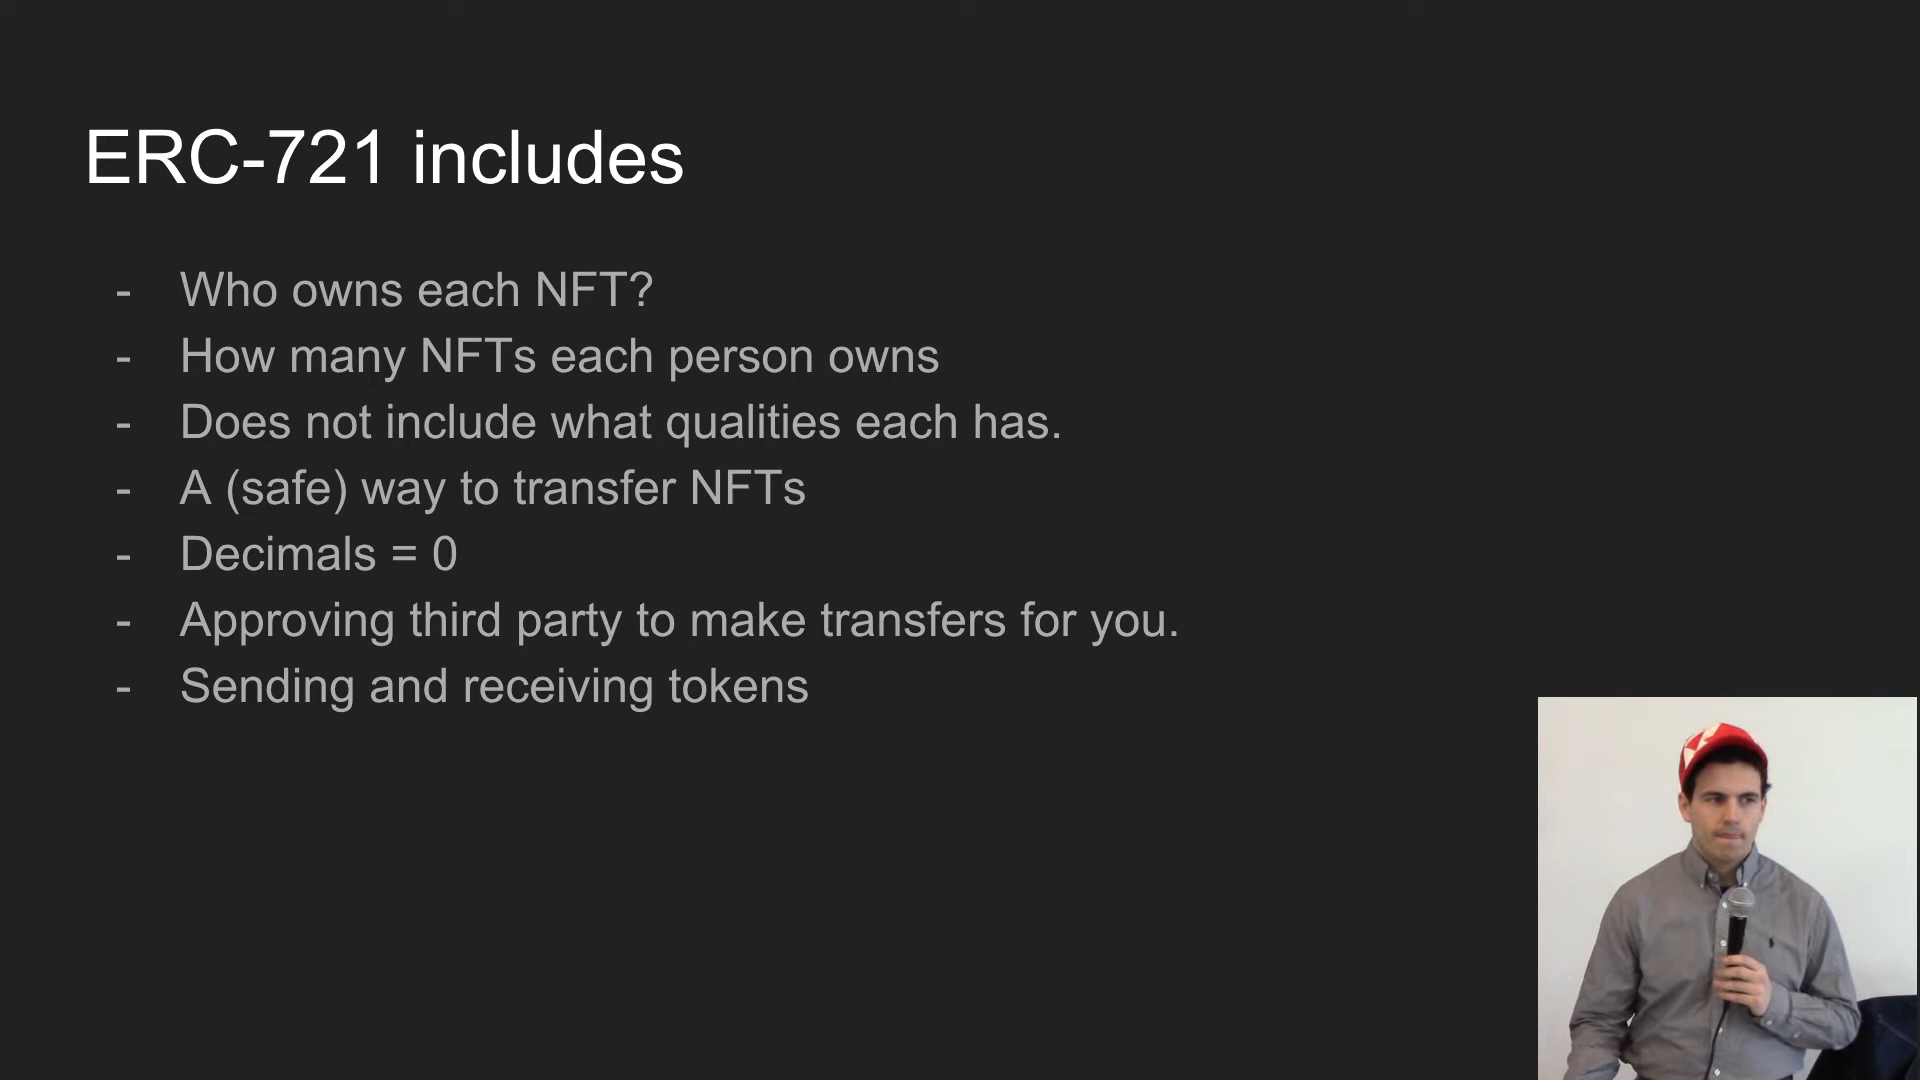 ERC-721 includes
- Who owns each NFT?
- How many NFTs each person owns
- Does not include what qualities each has.
- A (safe) way to transfer NFTs
- Decimals = 0
- Approving third party to make transfers for you.
- Sending and receiving tokens